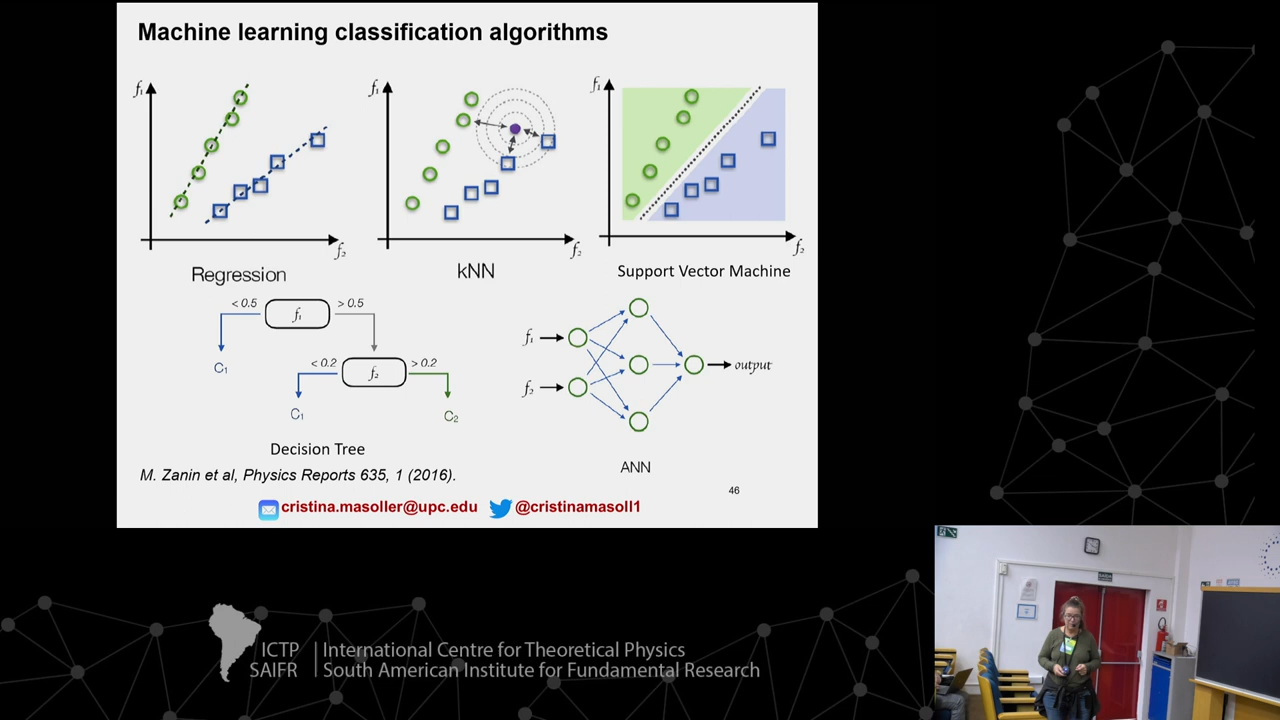 Machine learning classification algorithms
f₁
f₂
Regression
f₁
f₂
kNN
f₁
f₂
Support Vector Machine
< 0.5
f₁
> 0.5
C₁
< 0.2
f₂
> 0.2
C₁
C₂
Decision Tree
f₁
f₂
output
ANN
M. Zanin et al, Physics Reports 635, 1 (2016).
46
cristina.masoller@upc.edu
@cristinamasoll1
ICTP
SAIFR
International Centre for Theoretical Physics
South American Institute for Fundamental Research